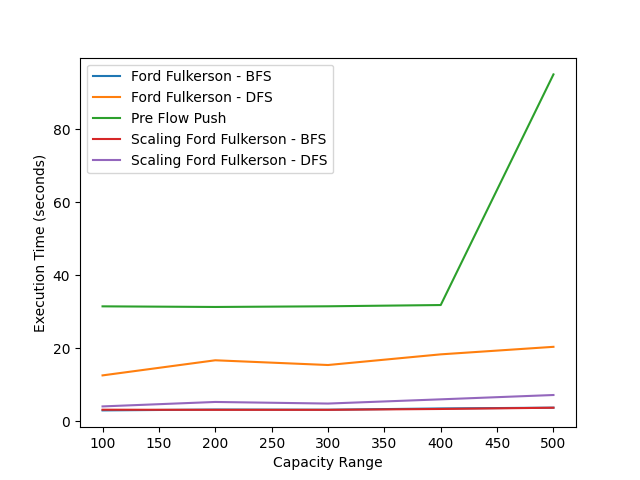 Ford Fulkerson - BFS
Ford Fulkerson - DFS
Pre Flow Push
Scaling Ford Fulkerson - BFS
Scaling Ford Fulkerson - DFS
Execution Time (seconds)
80
60
40
20
0
100 150 200 250 300 350 400 450 500
Capacity Range